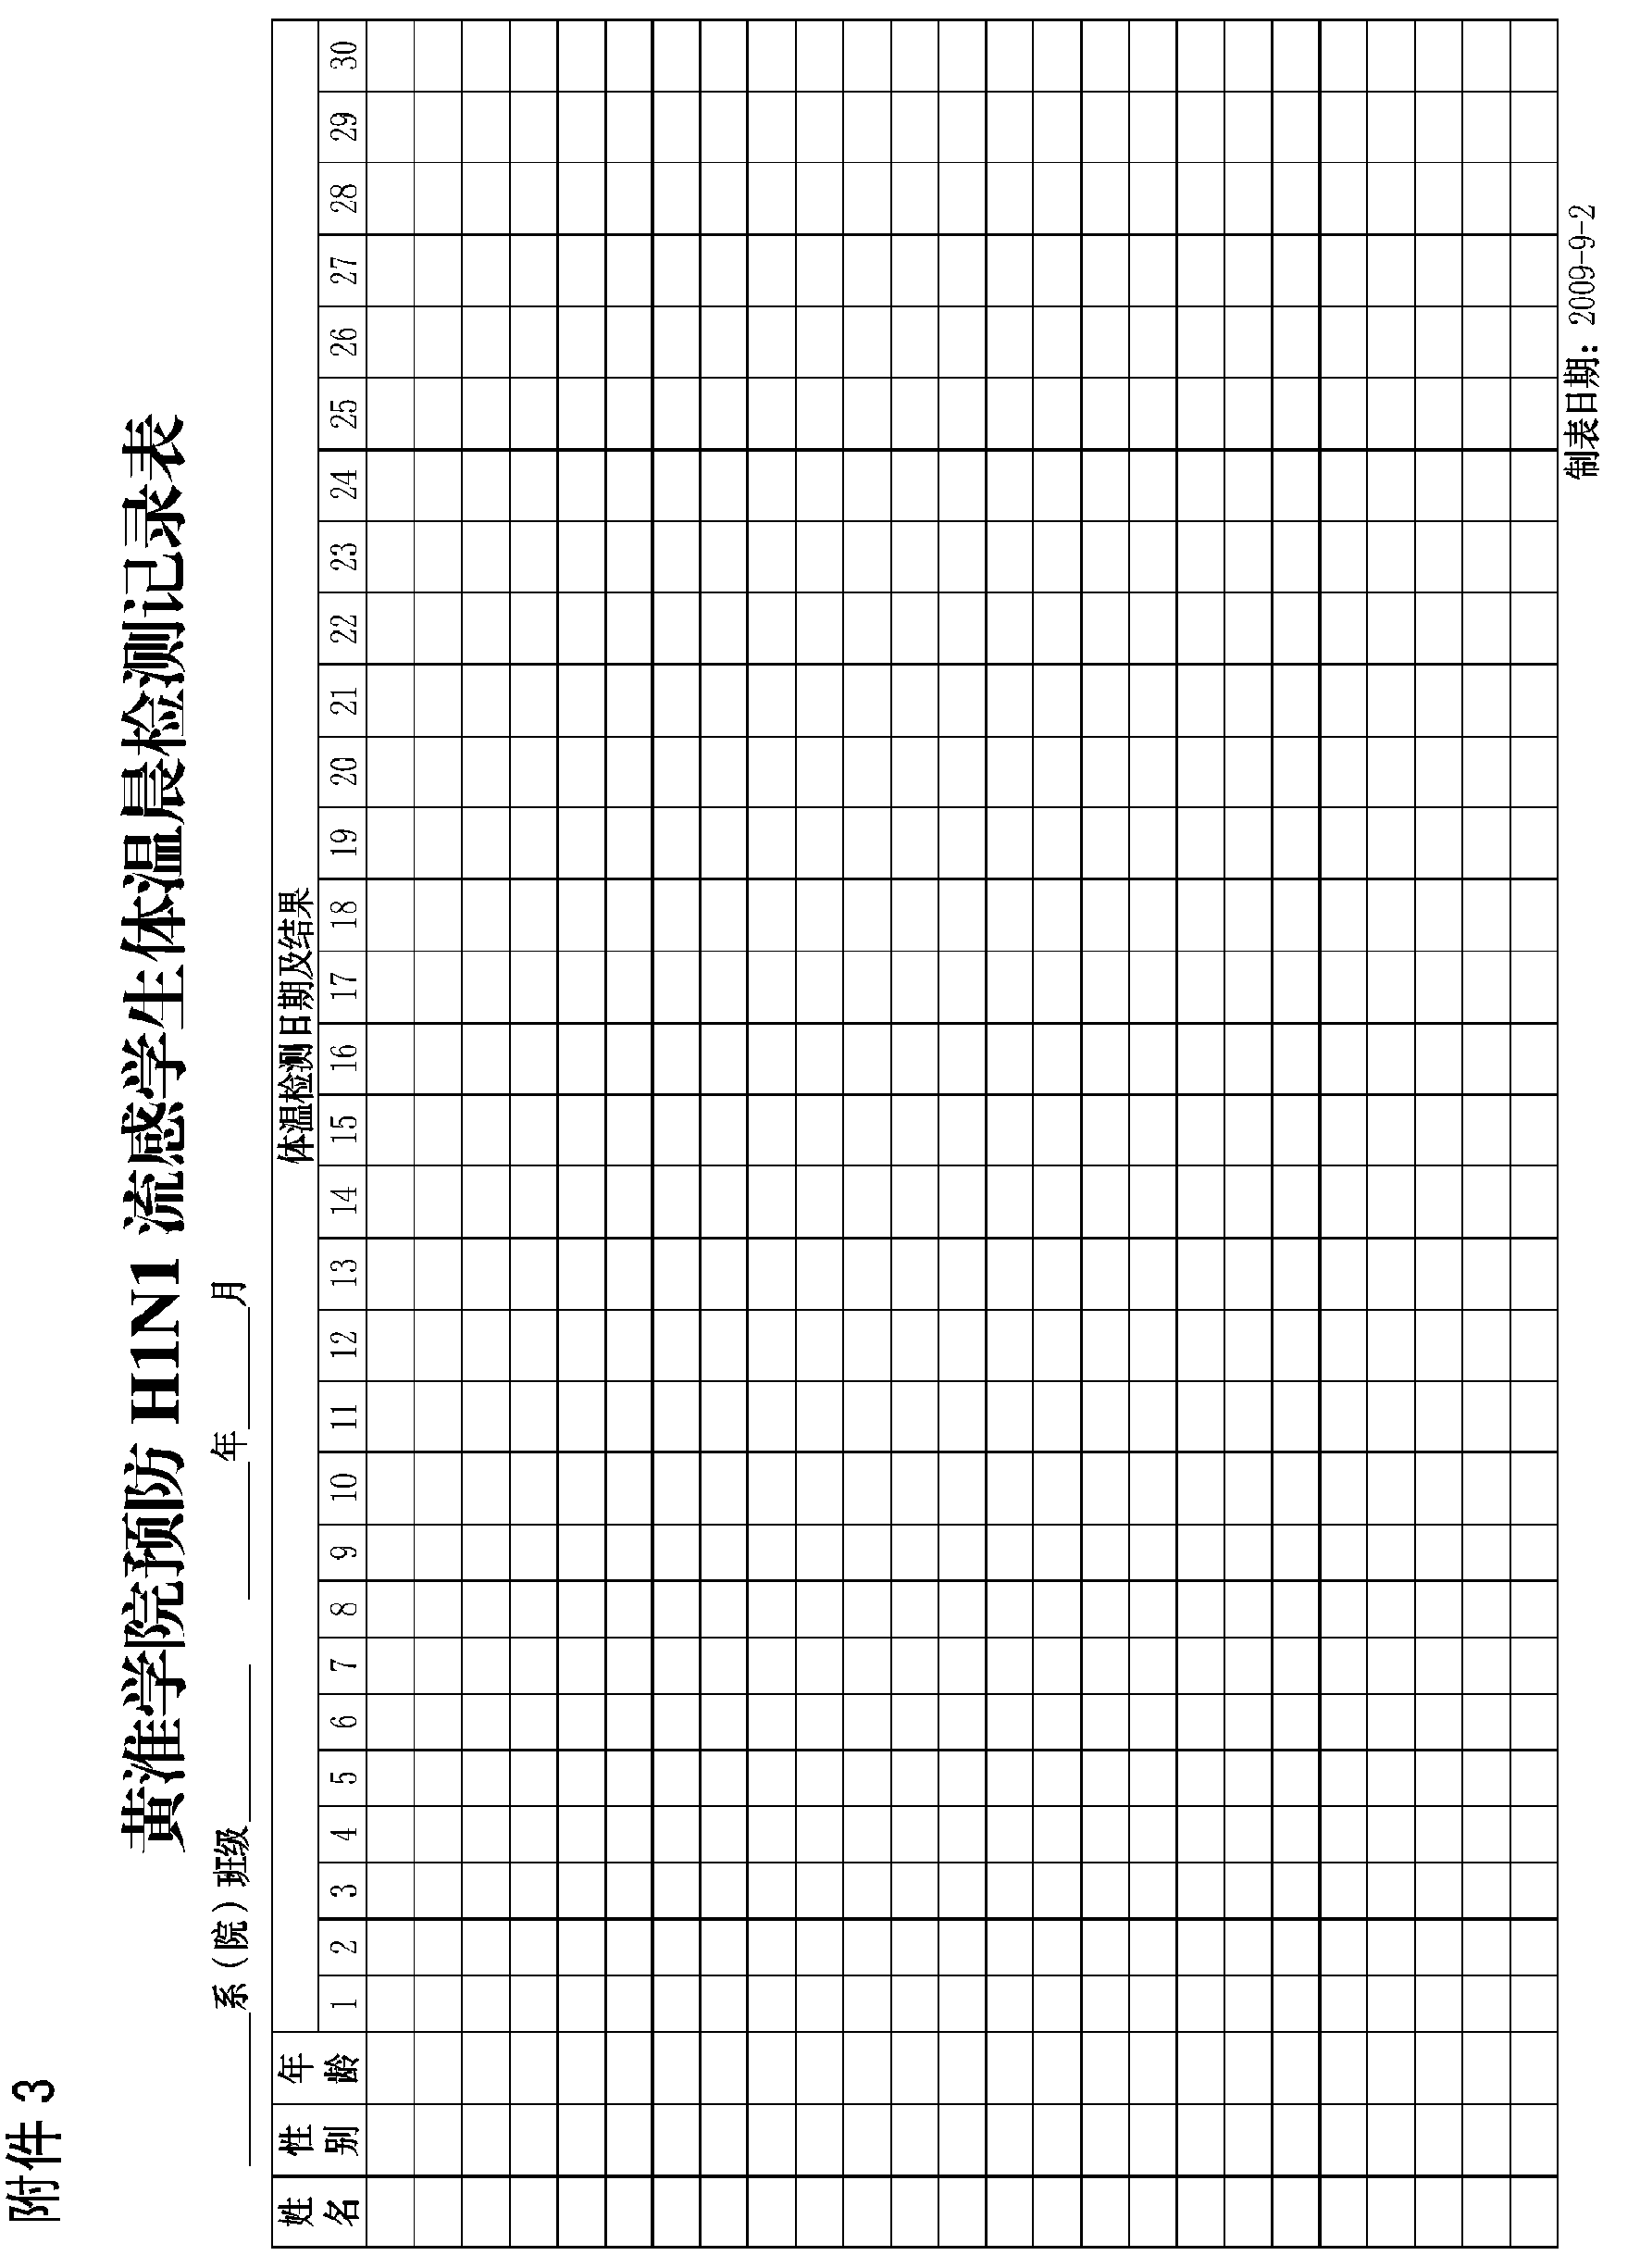 附件 3
黄淮学院预防 H1N1 流感学生体温晨检测记录表
系（院）班级 年 月
姓名 性别 年龄 体温检测日期及结果
1 2 3 4 5 6 7 8 9 10 11 12 13 14 15 16 17 18 19 20 21 22 23 24 25 26 27 28 29 30
制表日期：2009-9-2